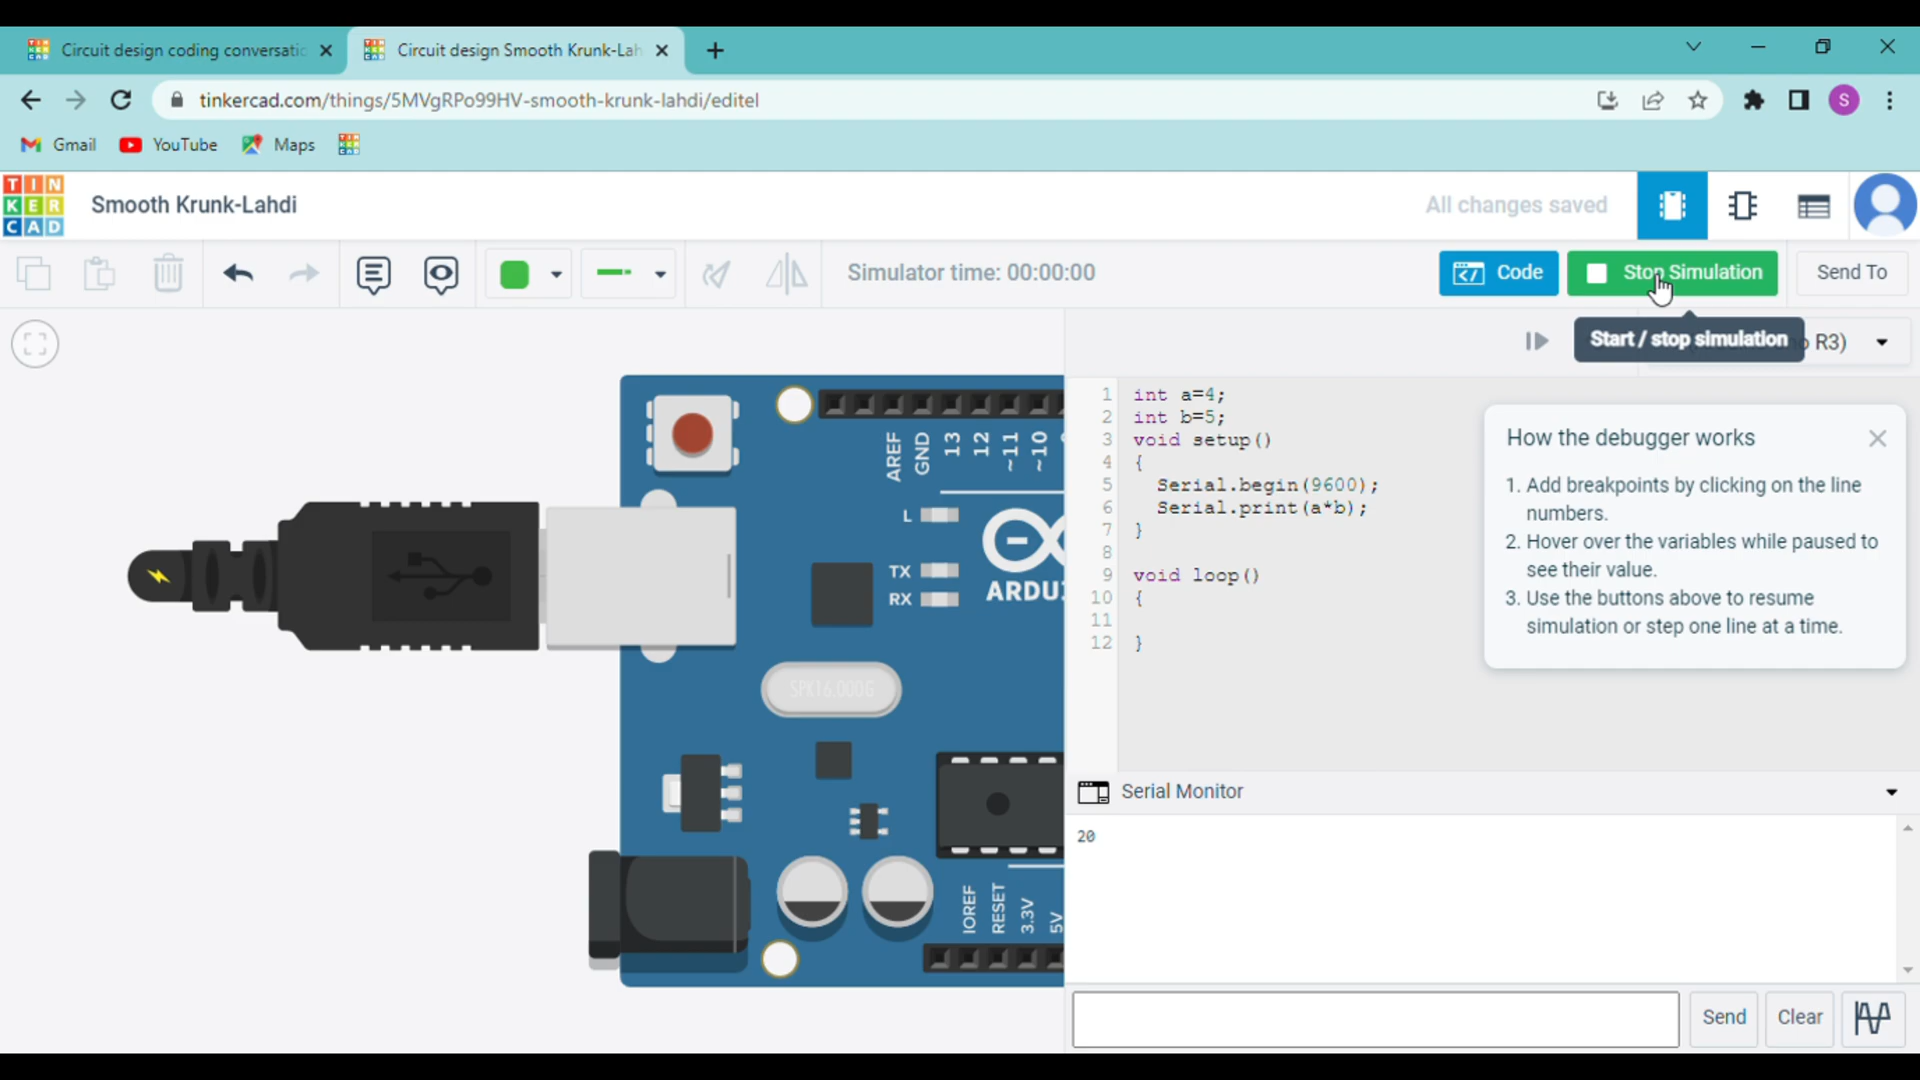 Circuit design coding conversatic
Circuit design Smooth Krunk-Lah
tinkercad.com/things/5MVgRPo99HV-smooth-krunk-lahdi/editel
S
Gmail
YouTube
Maps
TIN
KER
CAD
Smooth Krunk-Lahdi
All changes saved
Simulator time: 00:00:00
Code
Stop Simulation
Send To
Start / stop simulation
o R3)
1 int a=4;
2 int b=5;
3 void setup()
4 {
5 Serial.begin(9600);
6 Serial.print(a*b);
7 }
8
9 void loop()
10 {
11
12 }
How the debugger works
1. Add breakpoints by clicking on the line
numbers.
2. Hover over the variables while paused to
see their value.
3. Use the buttons above to resume
simulation or step one line at a time.
AREF
GND
13
12
~11
~10
L
TX
RX
ARDU
SPK16.000G
IOREF
RESET
3.3V
5V
Serial Monitor
20
Send
Clear